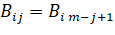 B_{ij} = B_{i m-j+1}